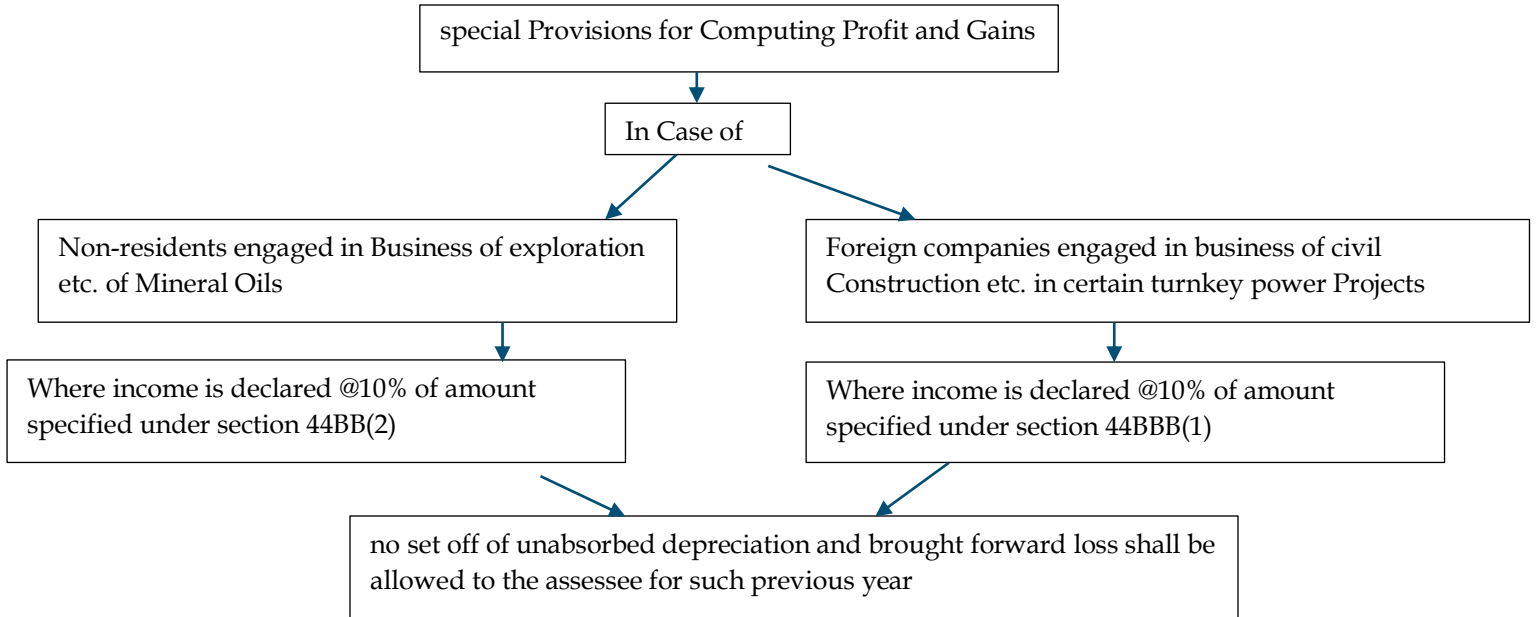 special Provisions for Computing Profit and Gains
In Case of
Non-residents engaged in Business of exploration
etc. of Mineral Oils
Foreign companies engaged in business of civil
Construction etc. in certain turnkey power Projects
Where income is declared @10% of amount
specified under section 44BB(2)
Where income is declared @10% of amount
specified under section 44BBB(1)
no set off of unabsorbed depreciation and brought forward loss shall be
allowed to the assessee for such previous year